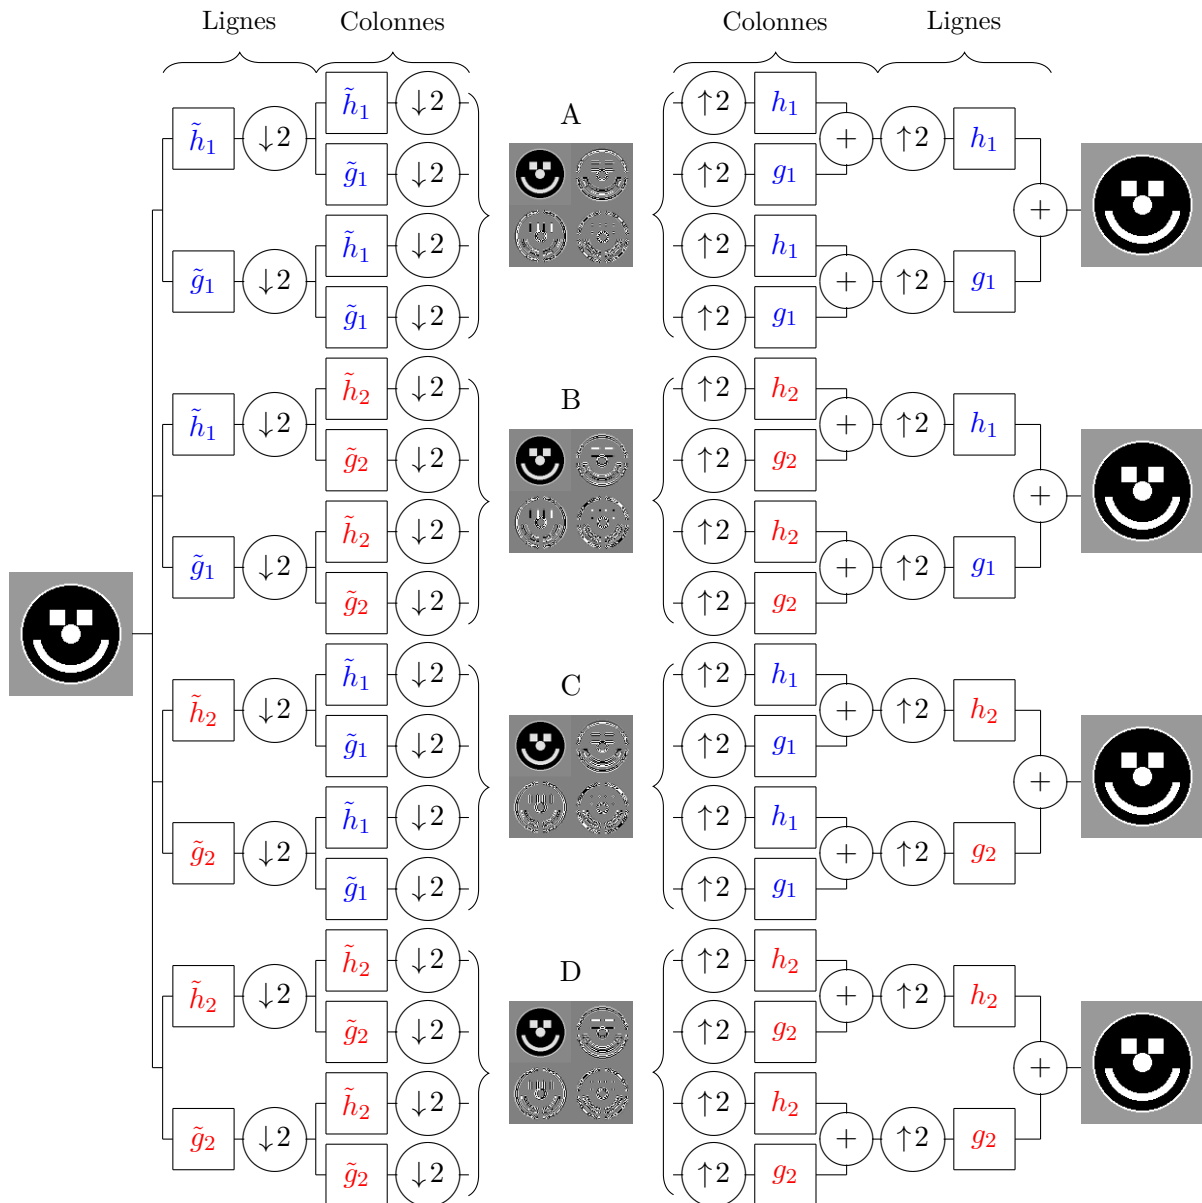 Lignes Colonnes Colonnes Lignes
h̃₁ ↓2 ↑2 h₁
A
h̃₁ ↓2 + ↑2 h₁
g̃₁ ↓2 ↑2 g₁
+
h̃₁ ↓2 ↑2 h₁
g̃₁ ↓2 + ↑2 g₁
g̃₁ ↓2 ↑2 g₁
h̃₂ ↓2 ↑2 h₂
B
h̃₁ ↓2 + ↑2 h₁
g̃₂ ↓2 ↑2 g₂
+
h̃₂ ↓2 ↑2 h₂
g̃₁ ↓2 + ↑2 g₁
g̃₂ ↓2 ↑2 g₂
h̃₁ ↓2 ↑2 h₁
C
h̃₂ ↓2 + ↑2 h₂
g̃₁ ↓2 ↑2 g₁
+
h̃₁ ↓2 ↑2 h₁
g̃₂ ↓2 + ↑2 g₂
g̃₁ ↓2 ↑2 g₁
h̃₂ ↓2 ↑2 h₂
D
h̃₂ ↓2 + ↑2 h₂
g̃₂ ↓2 ↑2 g₂
+
h̃₂ ↓2 ↑2 h₂
g̃₂ ↓2 + ↑2 g₂
g̃₂ ↓2 ↑2 g₂